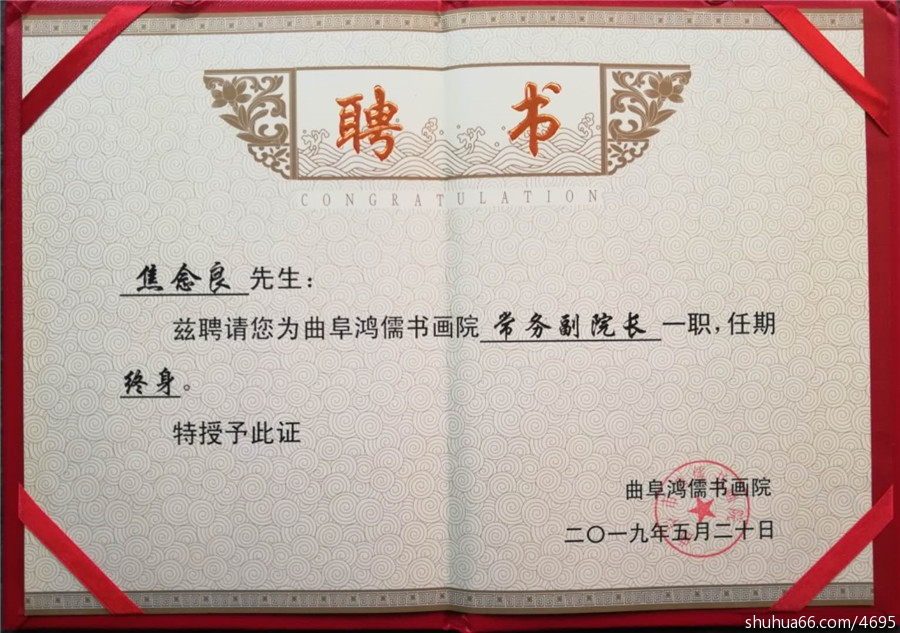 聘书
CONGRATULATION
焦念良先生：
兹聘请您为曲阜鸿儒书画院常务副院长一职，任期
终身。
特授予此证
曲阜鸿儒书画院
二〇一九年五月二十日
shuhua66.com/4695